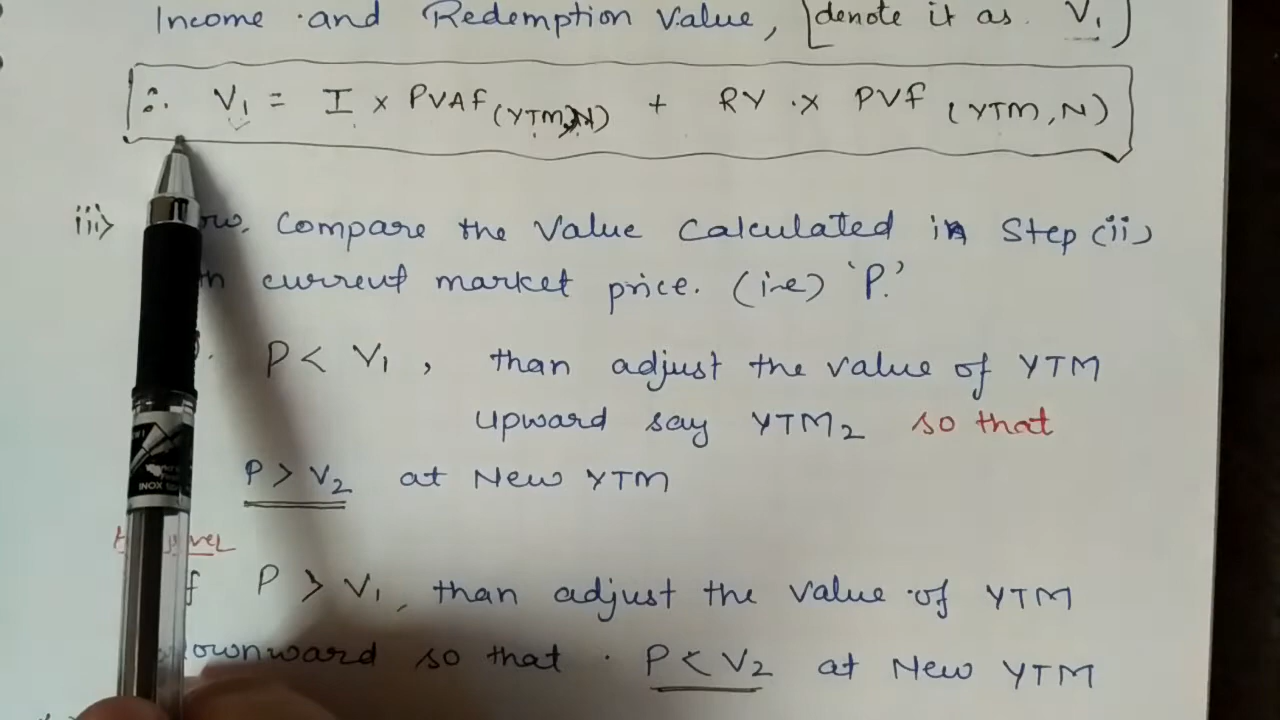 Income and Redemption Value, [denote it as V₁)
∴ V₁ = I × PVAF (YTM,N) + RV × PVF (YTM, N)
iii) Compare the Value Calculated in Step (ii)
current market price. (i-e) 'P.'
P < V₁, than adjust the value of YTM
upward say YTM₂ so that
P > V₂ at New YTM
P > V₁, than adjust the value of YTM
downward so that P < V₂ at New YTM
INOX